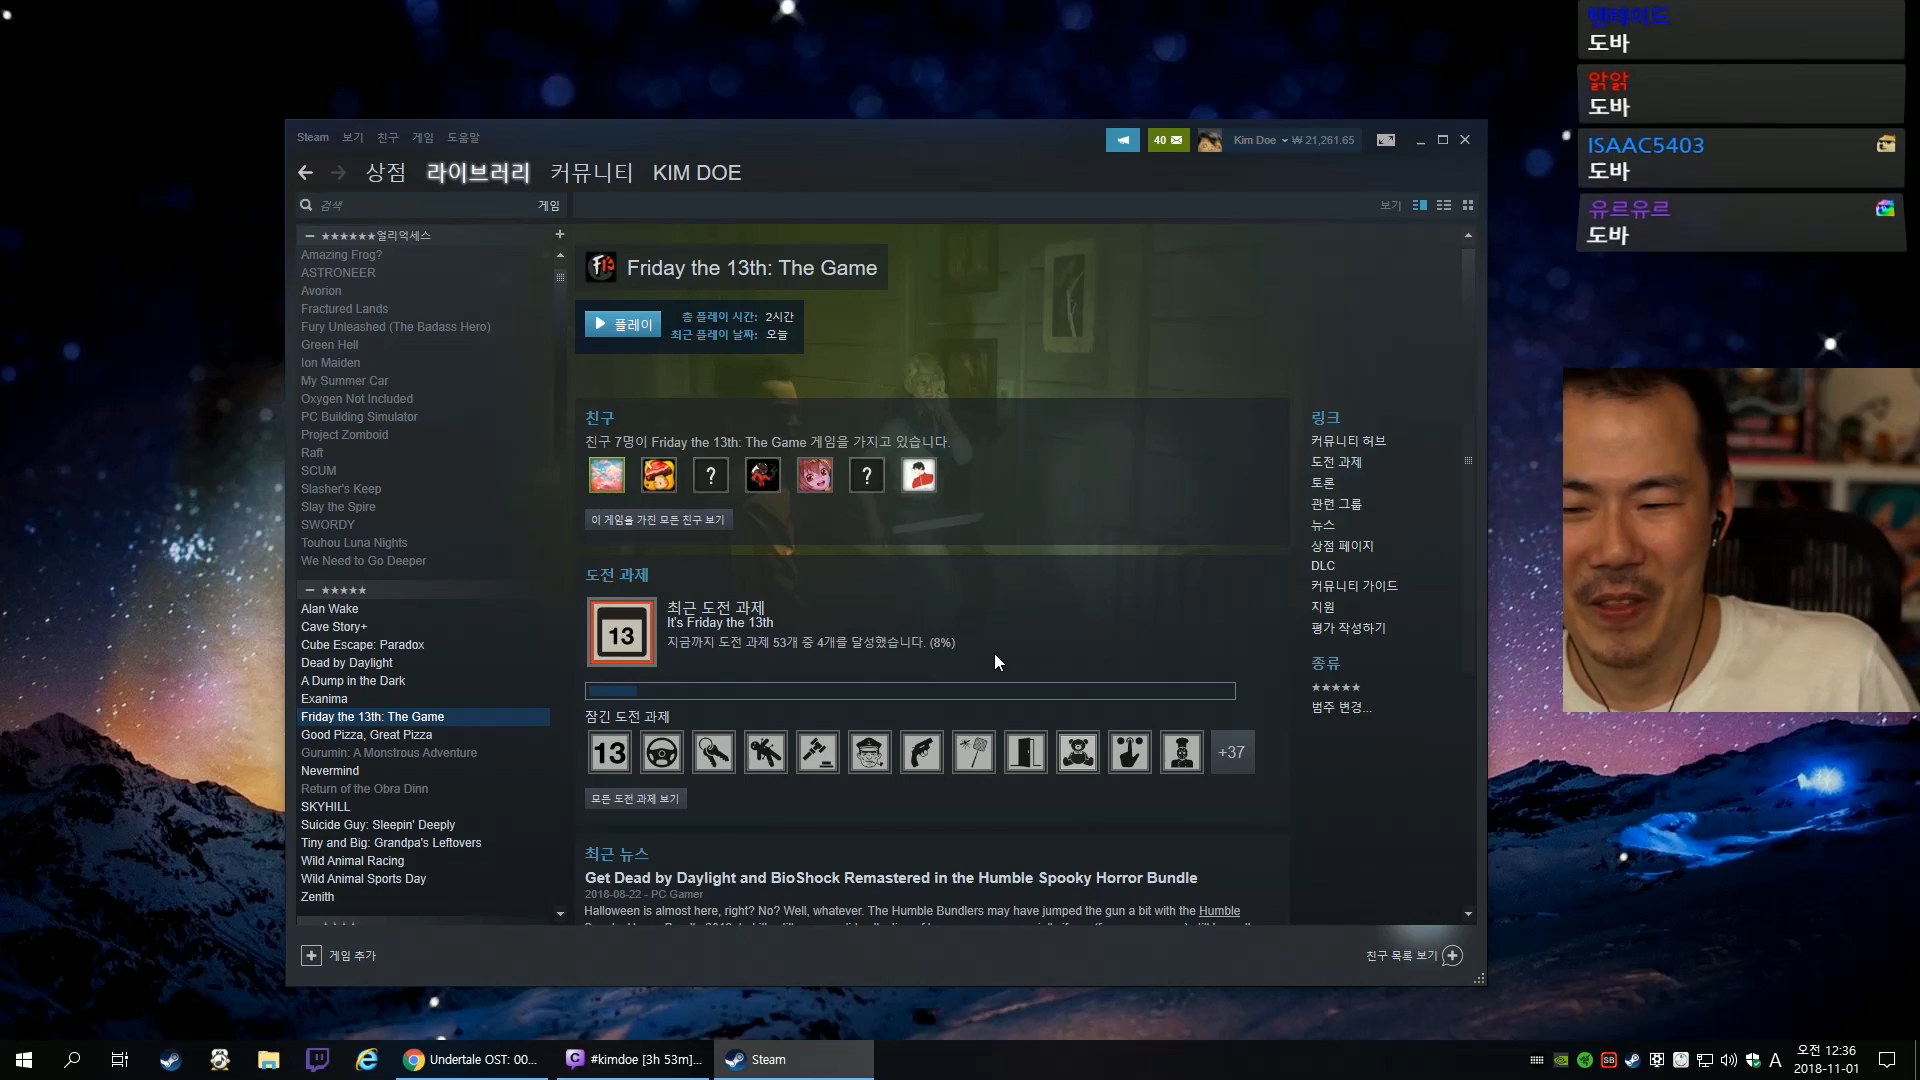 텐테이드
도바
앍앍
도바
ISAAC5403
도바
유르유르
도바
Steam 보기 친구 게임 도움말
40
Kim Doe ₩ 21,261.65
상점 라이브러리 커뮤니티 KIM DOE
검색 게임
보기
★★★★★★얼리억세스
Amazing Frog?
ASTRONEER
Avorion
Fractured Lands
Fury Unleashed (The Badass Hero)
Green Hell
Ion Maiden
My Summer Car
Oxygen Not Included
PC Building Simulator
Project Zomboid
Raft
SCUM
Slasher's Keep
Slay the Spire
SWORDY
Touhou Luna Nights
We Need to Go Deeper
★★★★★
Alan Wake
Cave Story+
Cube Escape: Paradox
Dead by Daylight
A Dump in the Dark
Exanima
Friday the 13th: The Game
Good Pizza, Great Pizza
Gurumin: A Monstrous Adventure
Nevermind
Return of the Obra Dinn
SKYHILL
Suicide Guy: Sleepin' Deeply
Tiny and Big: Grandpa's Leftovers
Wild Animal Racing
Wild Animal Sports Day
Zenith
게임 추가
F13
Friday the 13th: The Game
플레이
총 플레이 시간: 2시간
최근 플레이 날짜: 오늘
친구
친구 7명이 Friday the 13th: The Game 게임을 가지고 있습니다.
? ?
이 게임을 가진 모든 친구 보기
도전 과제
13
최근 도전 과제
It's Friday the 13th
지금까지 도전 과제 53개 중 4개를 달성했습니다. (8%)
잠긴 도전 과제
13
+37
모든 도전 과제 보기
최근 뉴스
Get Dead by Daylight and BioShock Remastered in the Humble Spooky Horror Bundle
2018-08-22 - PC Gamer
Halloween is almost here, right? No? Well, whatever. The Humble Bundlers may have jumped the gun a bit with the Humble
링크
커뮤니티 허브
도전 과제
토론
관련 그룹
뉴스
상점 페이지
DLC
커뮤니티 가이드
지원
평가 작성하기
종류
★★★★★
범주 변경...
친구 목록 보기
Undertale OST: 00...
#kimdoe [3h 53m]...
Steam
SB
A
오전 12:36
2018-11-01